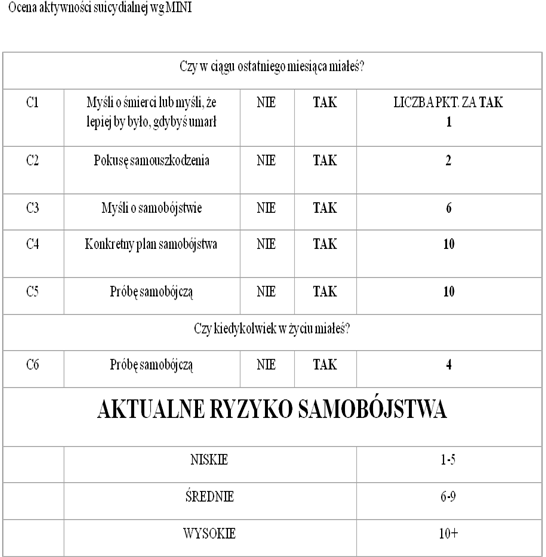 Ocena aktywności suicydialnej wg MINI
Czy w ciągu ostatniego miesiąca miałeś?
C1 Myśli o śmierci lub myśli, że NIE TAK LICZBA PKT. ZA TAK
lepiej by było, gdybyś umarł 1
C2 Pokusę samouszkodzenia NIE TAK 2
C3 Myśli o samobójstwie NIE TAK 6
C4 Konkretny plan samobójstwa NIE TAK 10
C5 Próbę samobójczą NIE TAK 10
Czy kiedykolwiek w życiu miałeś?
C6 Próbę samobójczą NIE TAK 4
AKTUALNE RYZYKO SAMOBÓJSTWA
NISKIE 1-5
ŚREDNIE 6-9
WYSOKIE 10+